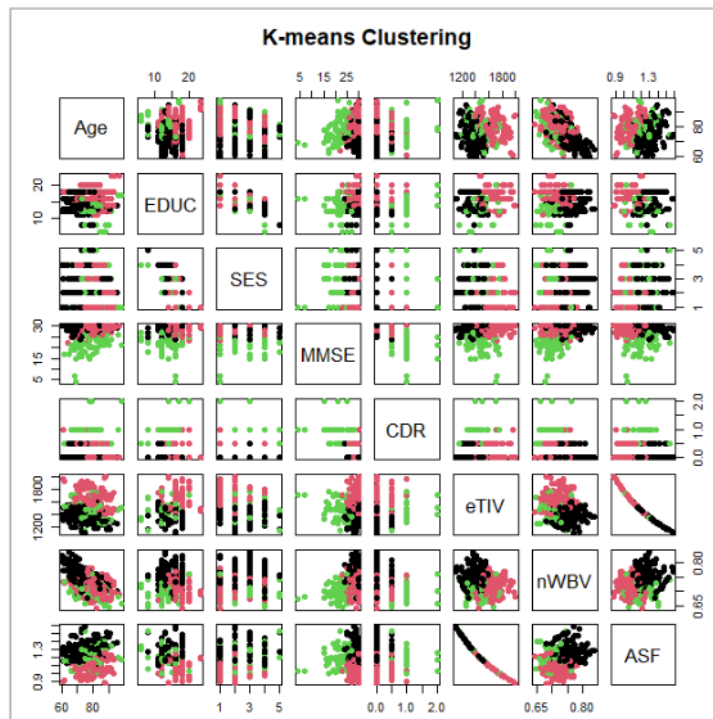 K-means Clustering
10 20
5 15 25
1200 1800
0.9 1.3
Age
60 80
10 20
EDUC
SES
1 3 5
5 15 30
MMSE
CDR
0.0 1.0 2.0
1200 1800
eTIV
nWBV
0.65 0.80
0.9 1.3
ASF
60 80
1 3 5
0.0 1.0 2.0
0.65 0.80